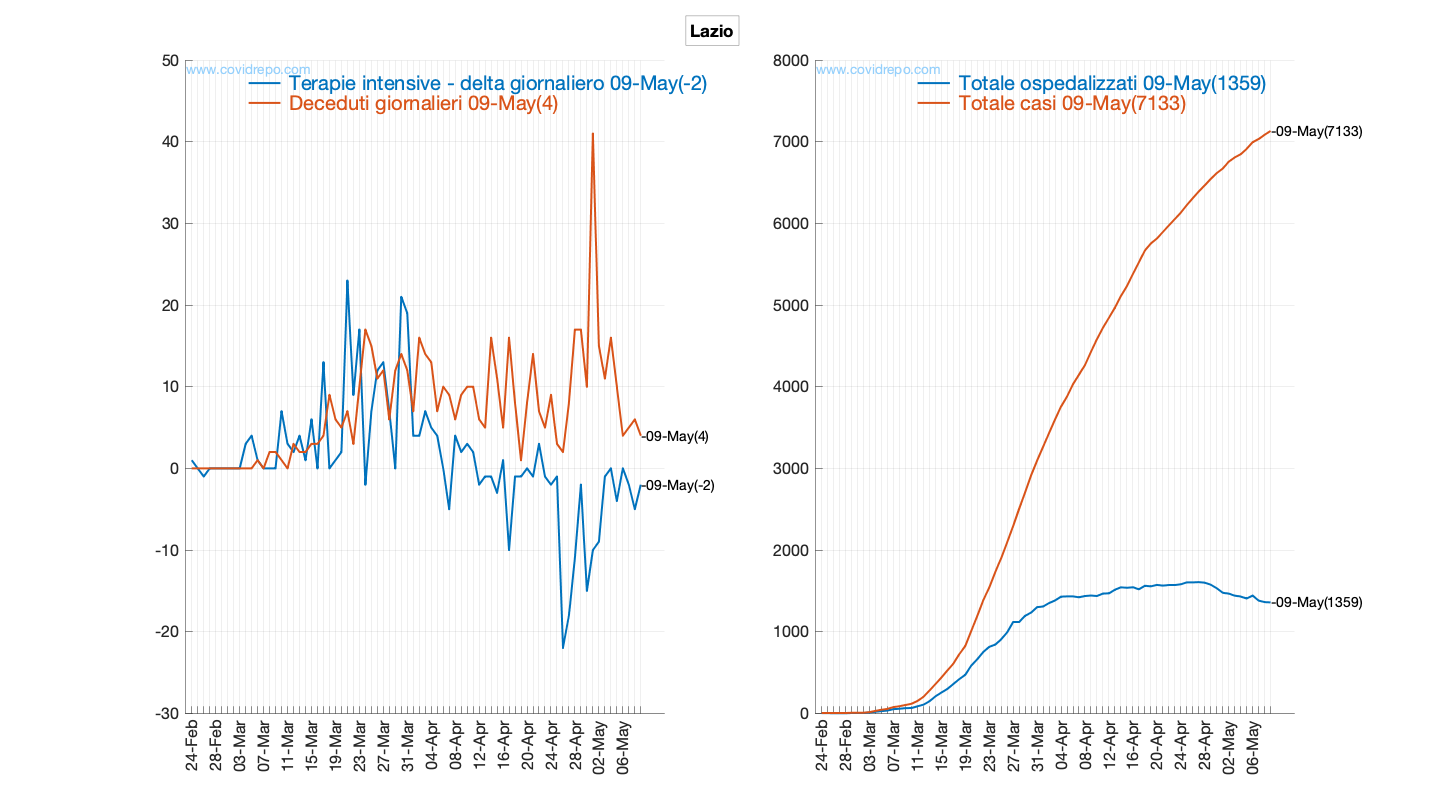 Lazio
www.covidrepo.com
Terapie intensive - delta giornaliero 09-May(-2)
Deceduti giornalieri 09-May(4)
50
40
30
20
10
0
-10
-20
-30
-09-May(4)
-09-May(-2)
24-Feb
28-Feb
03-Mar
07-Mar
11-Mar
15-Mar
19-Mar
23-Mar
27-Mar
31-Mar
04-Apr
08-Apr
12-Apr
16-Apr
20-Apr
24-Apr
28-Apr
02-May
06-May
www.covidrepo.com
Totale ospedalizzati 09-May(1359)
Totale casi 09-May(7133)
8000
7000
6000
5000
4000
3000
2000
1000
0
-09-May(7133)
-09-May(1359)
24-Feb
28-Feb
03-Mar
07-Mar
11-Mar
15-Mar
19-Mar
23-Mar
27-Mar
31-Mar
04-Apr
08-Apr
12-Apr
16-Apr
20-Apr
24-Apr
28-Apr
02-May
06-May